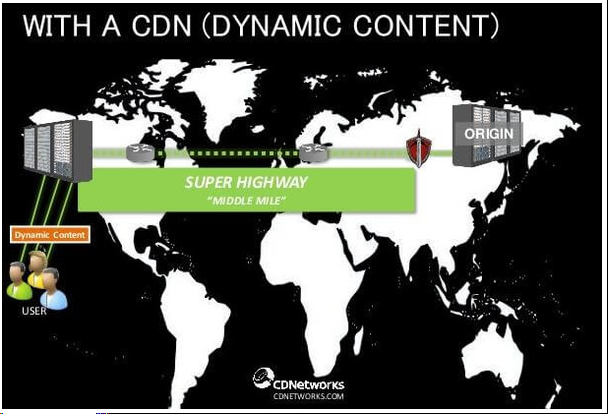 WITH A CDN (DYNAMIC CONTENT)
ORIGIN
SUPER HIGHWAY
"MIDDLE MILE"
Dynamic Content
USER
CDNetworks
CDNETWORKS.COM